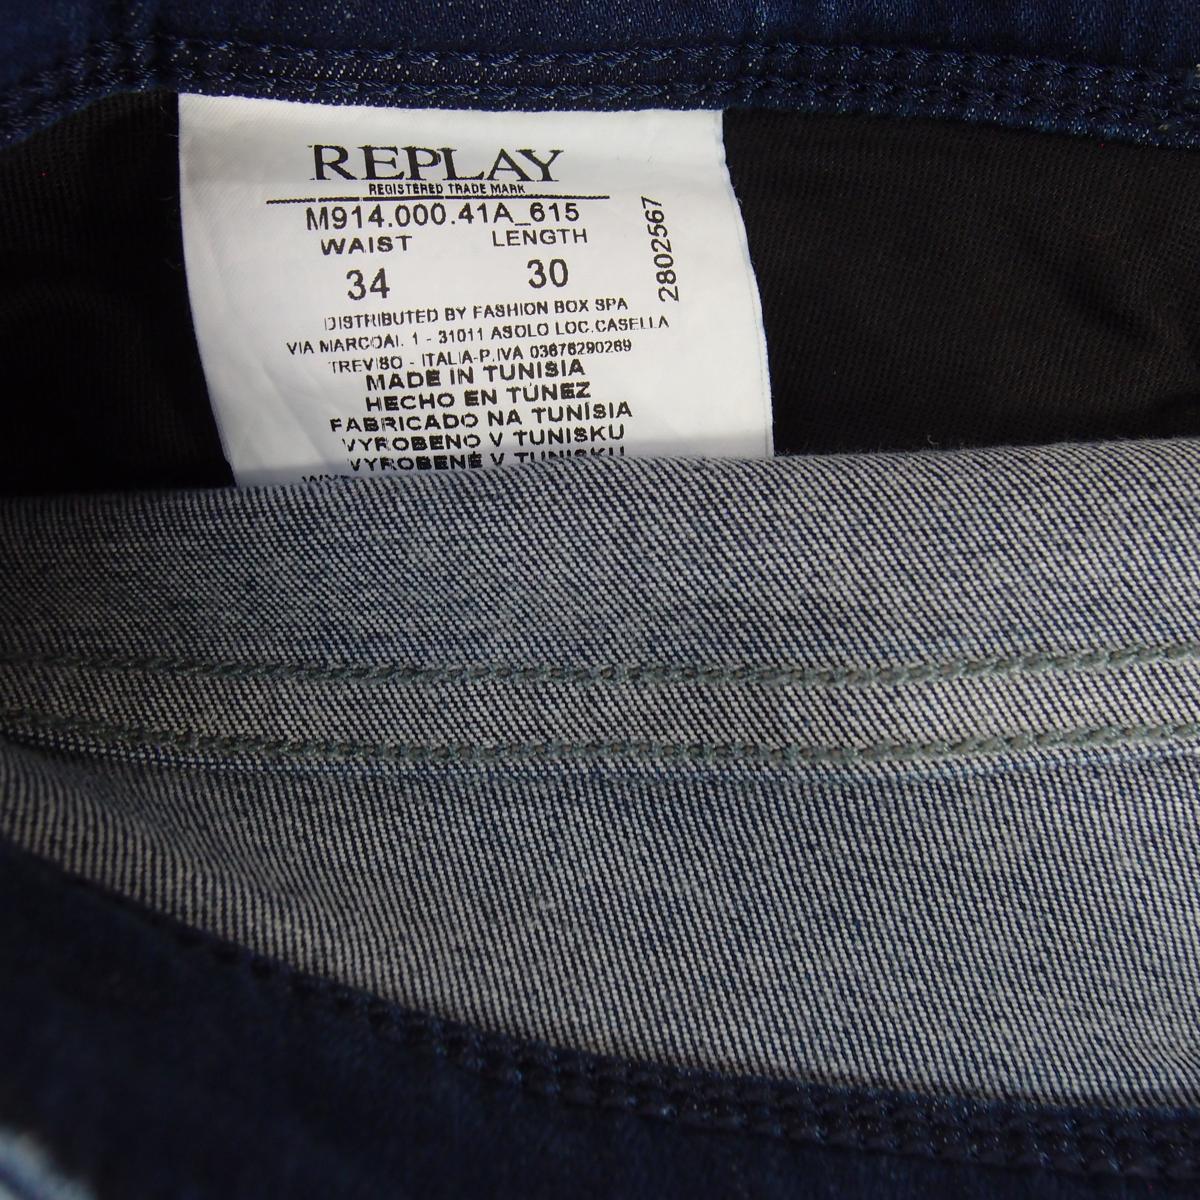 REPLAY
REGISTERED TRADE MARK
M914.000.41A_615
WAIST LENGTH
34 30
2802567
DISTRIBUTED BY FASHION BOX SPA
VIA MARCOAI. 1 - 31011 ASOLO LOC.CASELLA
TREVISO - ITALIA-P.IVA 03676290269
MADE IN TUNISIA
HECHO EN TÚNEZ
FABRICADO NA TUNÍSIA
VYROBENO V TUNISKU
VYROBENÉ V TUNISKU